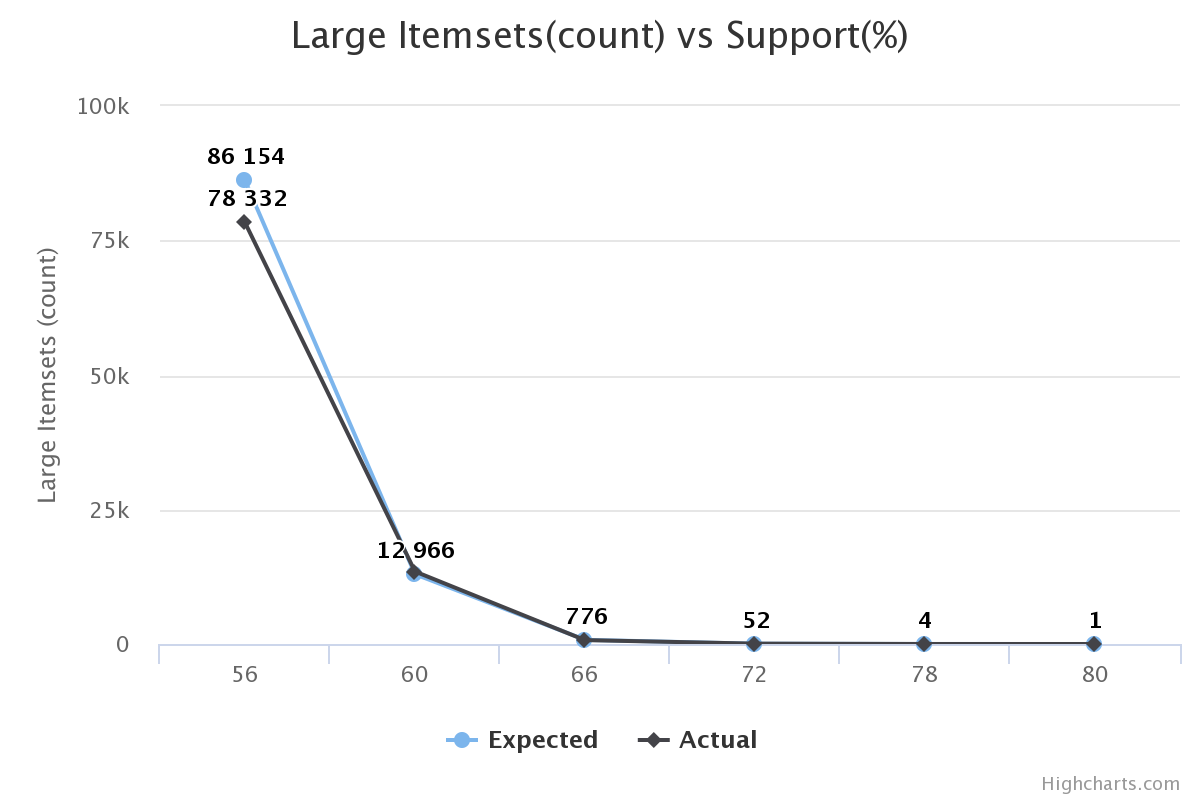 Large Itemsets(count) vs Support(%)
Large Itemsets (count)
100k
75k
50k
25k
0
86 154
78 332
12 966
776
52
4
1
56 60 66 72 78 80
Expected Actual
Highcharts.com